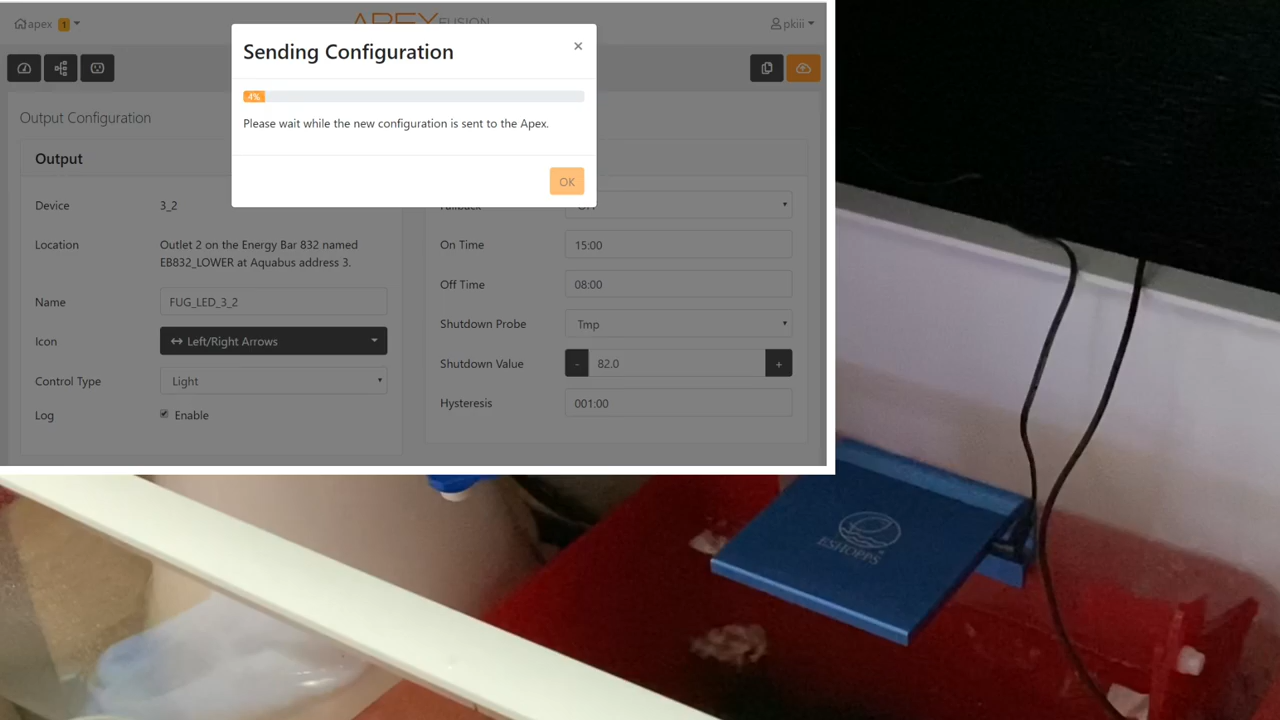 apex 1
APEX FUSION
pkiii
Sending Configuration
×
4%
Please wait while the new configuration is sent to the Apex.
OK
Output Configuration
Output
Device 3_2
Location Outlet 2 on the Energy Bar 832 named
EB832_LOWER at Aquabus address 3.
Name FUG_LED_3_2
Icon Left/Right Arrows
Control Type Light
Log Enable
Fallback Off
On Time 15:00
Off Time 08:00
Shutdown Probe Tmp
Shutdown Value - 82.0 +
Hysteresis 001:00
ESHOPPS